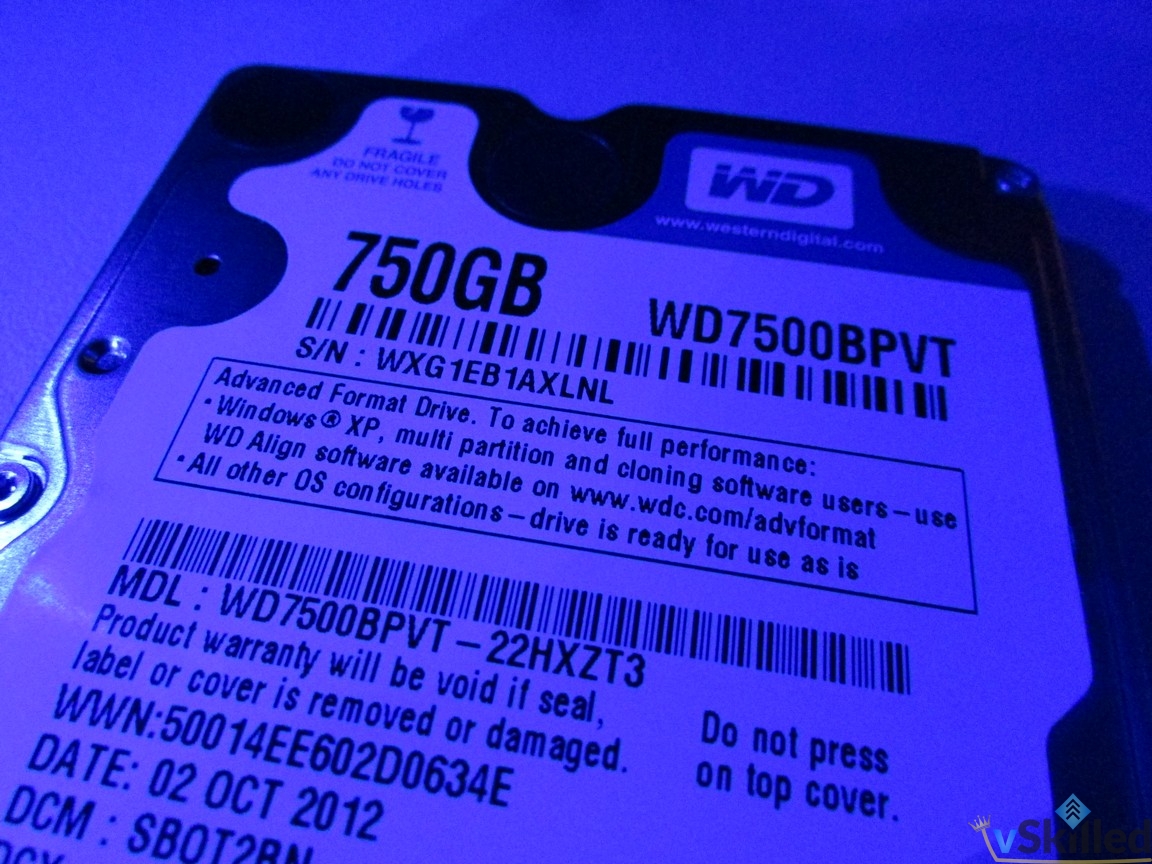 FRAGILE
DO NOT COVER
ANY DRIVE HOLES
WD
www.westerndigital.com
750GB
WD7500BPVT
S/N : WXG1EB1AXLNL
Advanced Format Drive. To achieve full performance:
• Windows® XP, multi partition and cloning software users – use
WD Align software available on www.wdc.com/advformat
• All other OS configurations – drive is ready for use as is
MDL : WD7500BPVT – 22HXZT3
Product warranty will be void if seal,
label or cover is removed or damaged.
Do not press
on top cover.
WWN:50014EE602D0634E
DATE: 02 OCT 2012
DCM : SBOT2BN
vSkilled